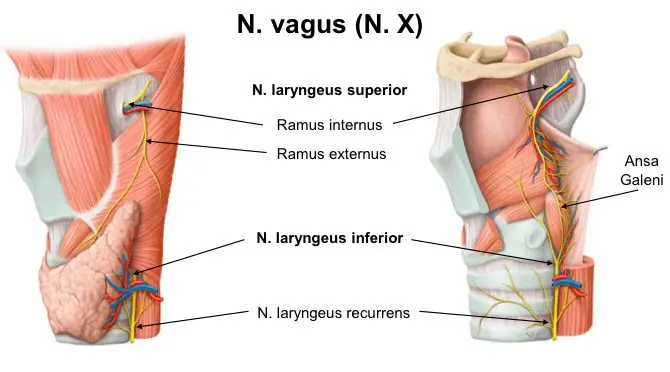 N. vagus (N. X)
N. laryngeus superior
Ramus internus
Ramus externus
Ansa
Galeni
N. laryngeus inferior
N. laryngeus recurrens